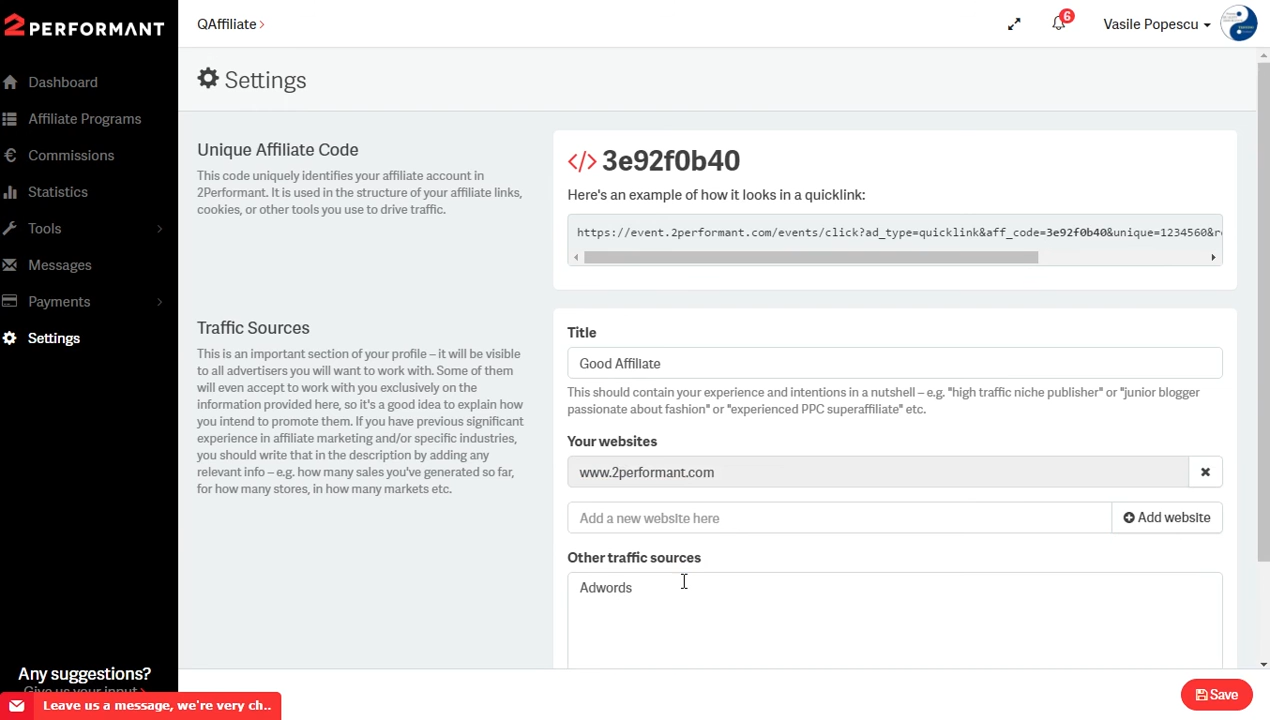 2PERFORMANT
QAffiliate >
6
Vasile Popescu
Dashboard
Affiliate Programs
Commissions
Statistics
Tools
Messages
Payments
Settings
Any suggestions?
Give us your input >
Leave us a message, we're very ch..
Settings
Unique Affiliate Code
This code uniquely identifies your affiliate account in
2Performant. It is used in the structure of your affiliate links,
cookies, or other tools you use to drive traffic.
</> 3e92f0b40
Here's an example of how it looks in a quicklink:
https://event.2performant.com/events/click?ad_type=quicklink&aff_code=3e92f0b40&unique=1234560&r
Traffic Sources
This is an important section of your profile – it will be visible
to all advertisers you will want to work with. Some of them
will even accept to work with you exclusively on the
information provided here, so it's a good idea to explain how
you intend to promote them. If you have previous significant
experience in affiliate marketing and/or specific industries,
you should write that in the description by adding any
relevant info – e.g. how many sales you've generated so far,
for how many stores, in how many markets etc.
Title
Good Affiliate
This should contain your experience and intentions in a nutshell – e.g. "high traffic niche publisher" or "junior blogger
passionate about fashion" or "experienced PPC superaffiliate" etc.
Your websites
www.2performant.com
Add a new website here
Add website
Other traffic sources
Adwords
Save